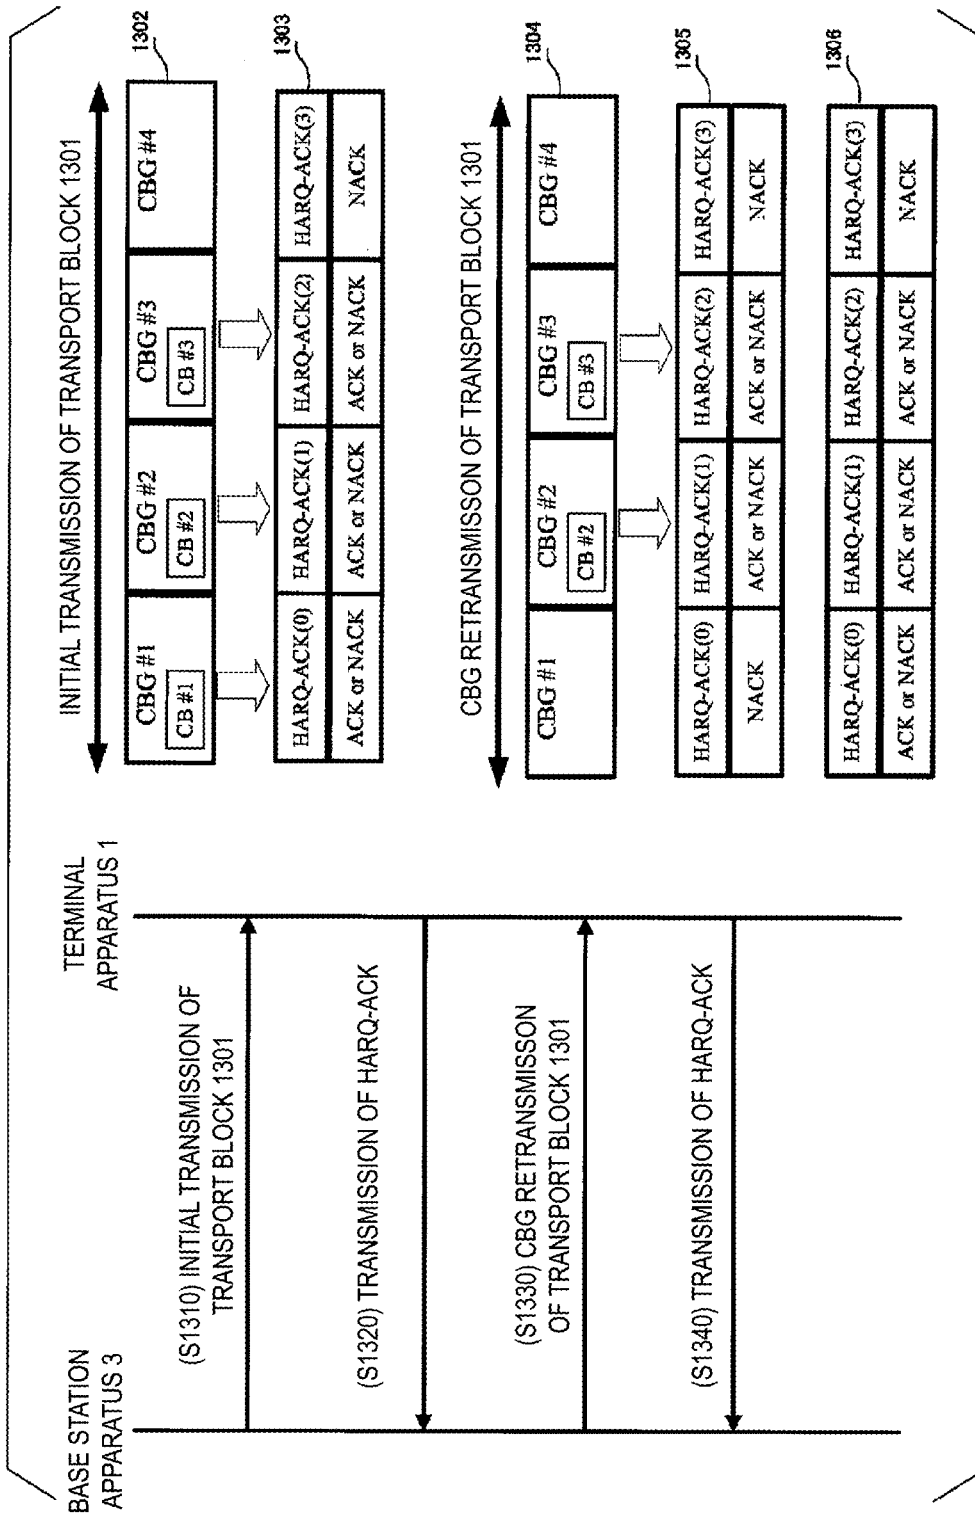 BASE STATION
APPARATUS 3
TERMINAL
APPARATUS 1
(S1310) INITIAL TRANSMISSION OF
TRANSPORT BLOCK 1301
(S1320) TRANSMISSION OF HARQ-ACK
(S1330) CBG RETRANSMISSON
OF TRANSPORT BLOCK 1301
(S1340) TRANSMISSION OF HARQ-ACK
INITIAL TRANSMISSION OF TRANSPORT BLOCK 1301
CBG #1 CBG #2 CBG #3 CBG #4
CB #1 CB #2 CB #3
1302
HARQ-ACK(0) HARQ-ACK(1) HARQ-ACK(2) HARQ-ACK(3)
ACK or NACK ACK or NACK ACK or NACK NACK
1303
CBG RETRANSMISSON OF TRANSPORT BLOCK 1301
CBG #1 CBG #2 CBG #3 CBG #4
CB #2 CB #3
1304
HARQ-ACK(0) HARQ-ACK(1) HARQ-ACK(2) HARQ-ACK(3)
NACK ACK or NACK ACK or NACK NACK
1305
HARQ-ACK(0) HARQ-ACK(1) HARQ-ACK(2) HARQ-ACK(3)
ACK or NACK ACK or NACK ACK or NACK NACK
1306